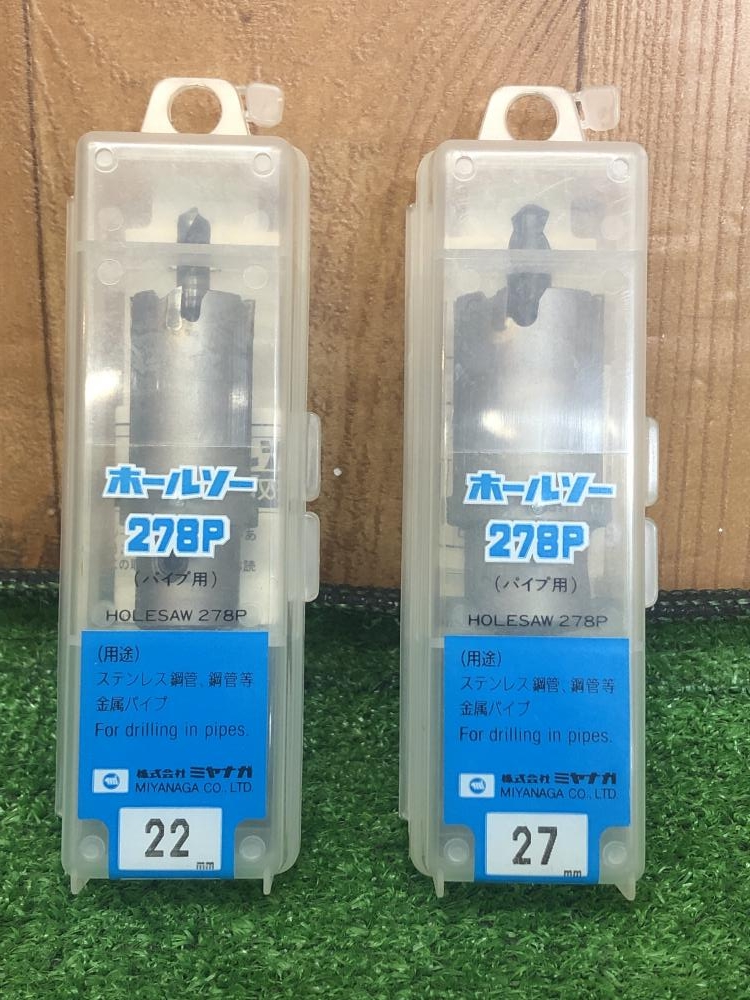 ホールソー
278P
(パイプ用)
HOLESAW 278P
(用途)
ステンレス鋼管、鋼管等
金属パイプ
For drilling in pipes.
株式会社 ミヤナガ
MIYANAGA CO., LTD.
22
mm
ホールソー
278P
(パイプ用)
HOLESAW 278P
(用途)
ステンレス鋼管、鋼管等
金属パイプ
For drilling in pipes.
株式会社 ミヤナガ
MIYANAGA CO., LTD.
27
mm